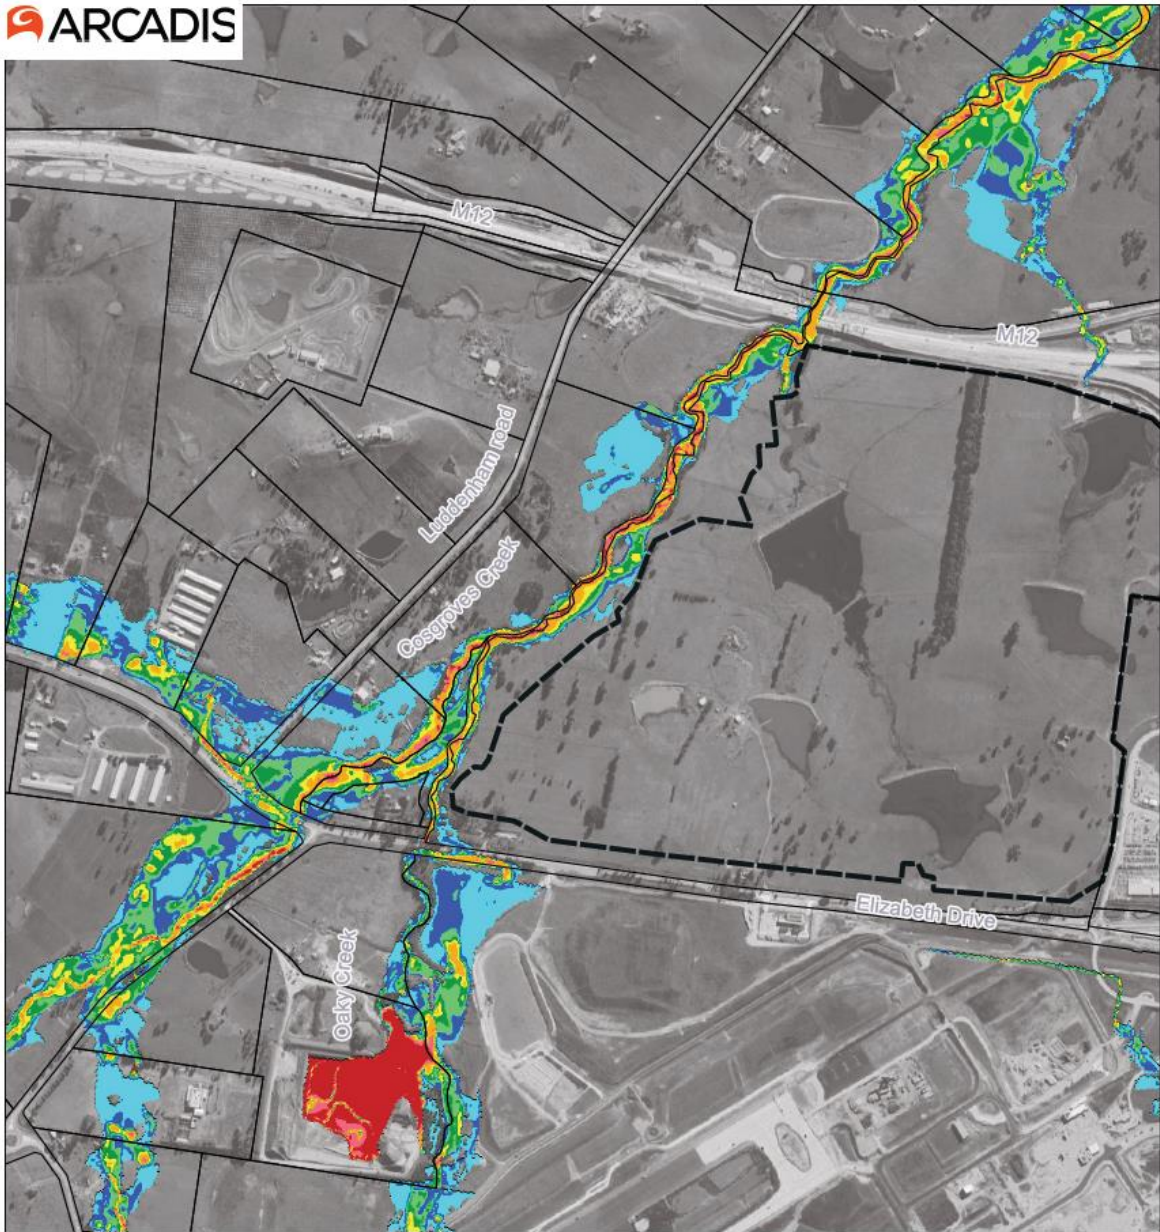 ARCADIS
M12
M12
Luddenham road
Cosgroves Creek
Elizabeth Drive
Oaky Creek